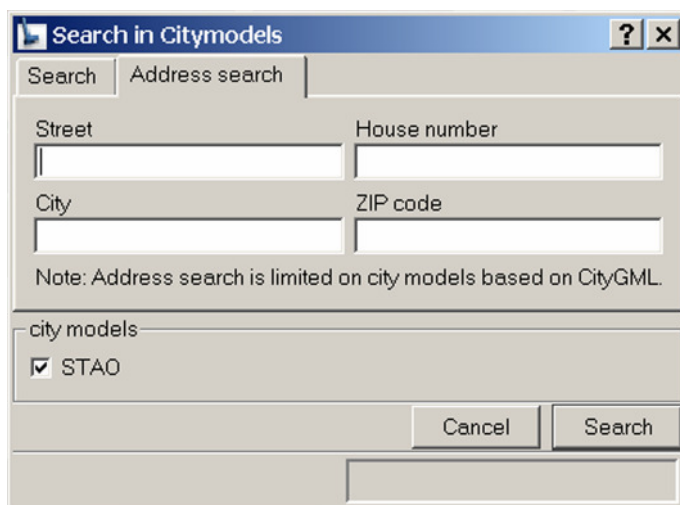 Search in Citymodels ? ×
Search Address search
Street House number
City ZIP code
Note: Address search is limited on city models based on CityGML.
city models
STAO
Cancel Search